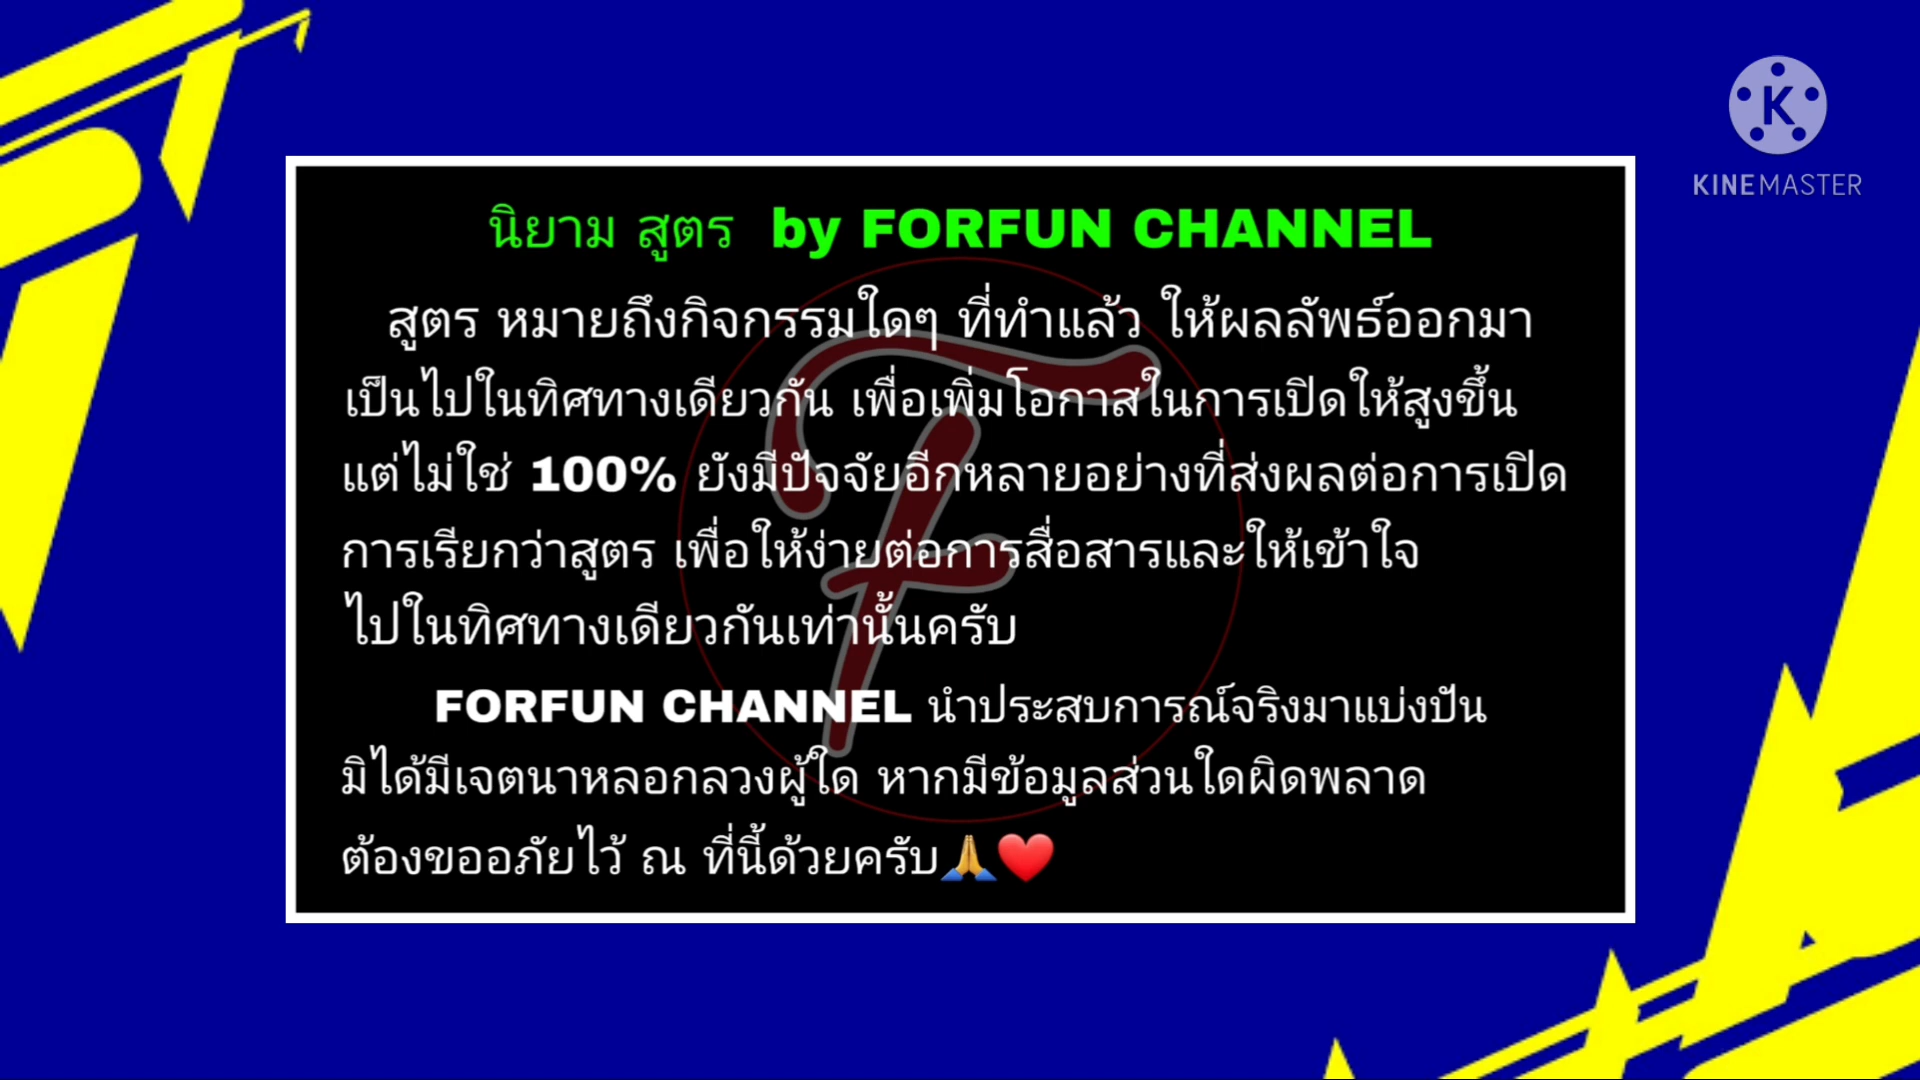 KINEMASTER
นิยาม สูตร by FORFUN CHANNEL
สูตร หมายถึงกิจกรรมใดๆ ที่ทำแล้ว ให้ผลลัพธ์ออกมา
เป็นไปในทิศทางเดียวกัน เพื่อเพิ่มโอกาสในการเปิดให้สูงขึ้น
แต่ไม่ใช่ 100% ยังมีปัจจัยอีกหลายอย่างที่ส่งผลต่อการเปิด
การเรียกว่าสูตร เพื่อให้ง่ายต่อการสื่อสารและให้เข้าใจ
ไปในทิศทางเดียวกันเท่านั้นครับ
FORFUN CHANNEL นำประสบการณ์จริงมาแบ่งปัน
มิได้มีเจตนาหลอกลวงผู้ใด หากมีข้อมูลส่วนใดผิดพลาด
ต้องขออภัยไว้ ณ ที่นี้ด้วยครับ🙏❤️